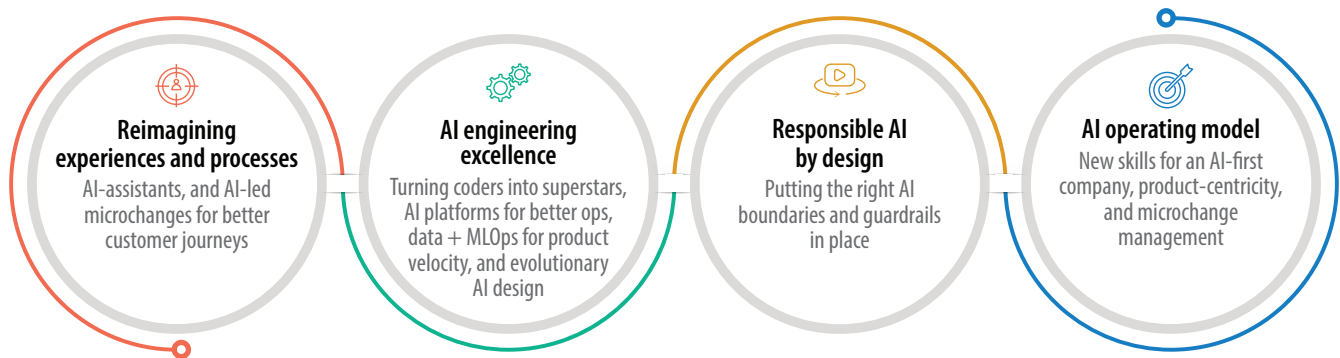 Reimagining
experiences and processes
AI-assistants, and AI-led
microchanges for better
customer journeys
AI engineering
excellence
Turning coders into superstars,
AI platforms for better ops,
data + MLOps for product
velocity, and evolutionary
AI design
Responsible AI
by design
Putting the right AI
boundaries and guardrails
in place
AI operating model
New skills for an AI-first
company, product-centricity,
and microchange
management